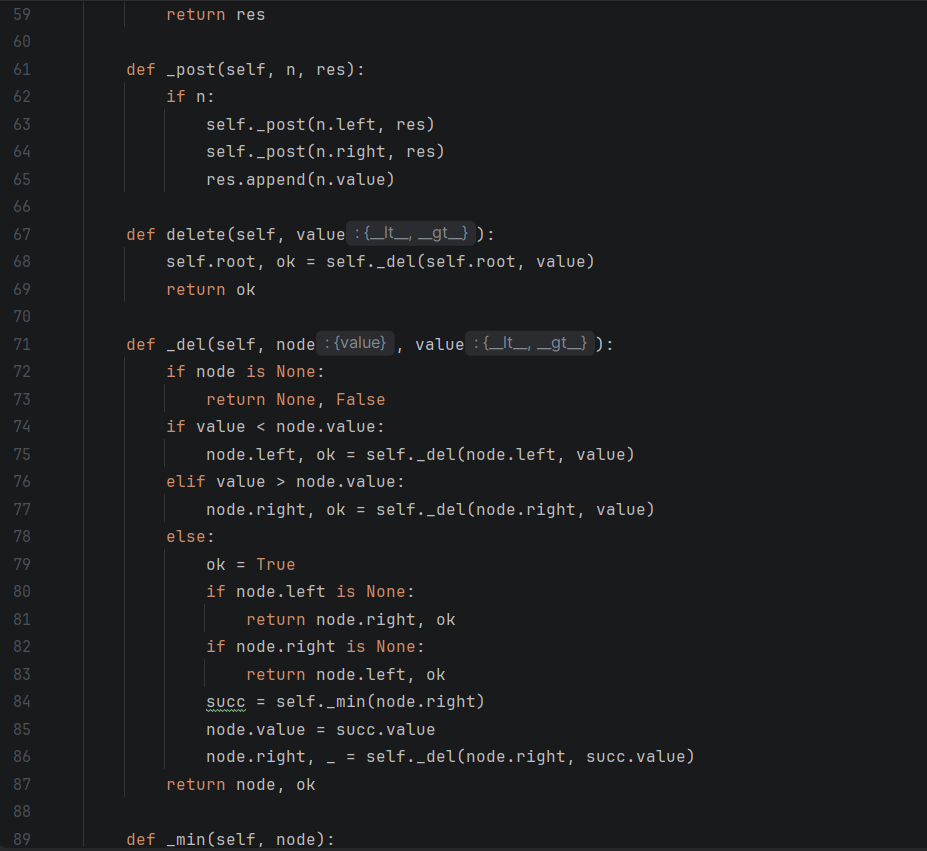 59 return res
60
61 def _post(self, n, res):
62 if n:
63 self._post(n.left, res)
64 self._post(n.right, res)
65 res.append(n.value)
66
67 def delete(self, value : {__lt__, __gt__} ):
68 self.root, ok = self._del(self.root, value)
69 return ok
70
71 def _del(self, node : {value} , value : {__lt__, __gt__} ):
72 if node is None:
73 return None, False
74 if value < node.value:
75 node.left, ok = self._del(node.left, value)
76 elif value > node.value:
77 node.right, ok = self._del(node.right, value)
78 else:
79 ok = True
80 if node.left is None:
81 return node.right, ok
82 if node.right is None:
83 return node.left, ok
84 succ = self._min(node.right)
85 node.value = succ.value
86 node.right, _ = self._del(node.right, succ.value)
87 return node, ok
88
89 def _min(self, node):